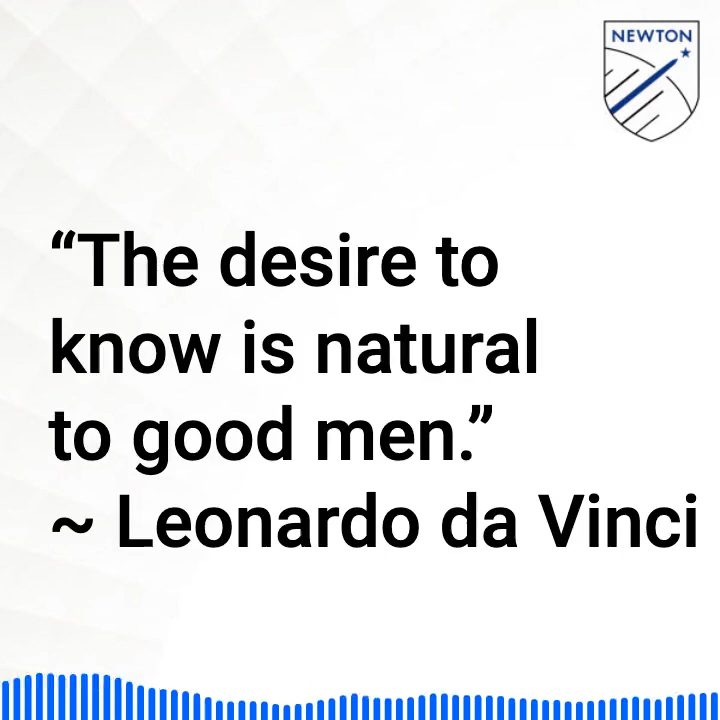 NEWTON
“The desire to
know is natural
to good men.”
~ Leonardo da Vinci